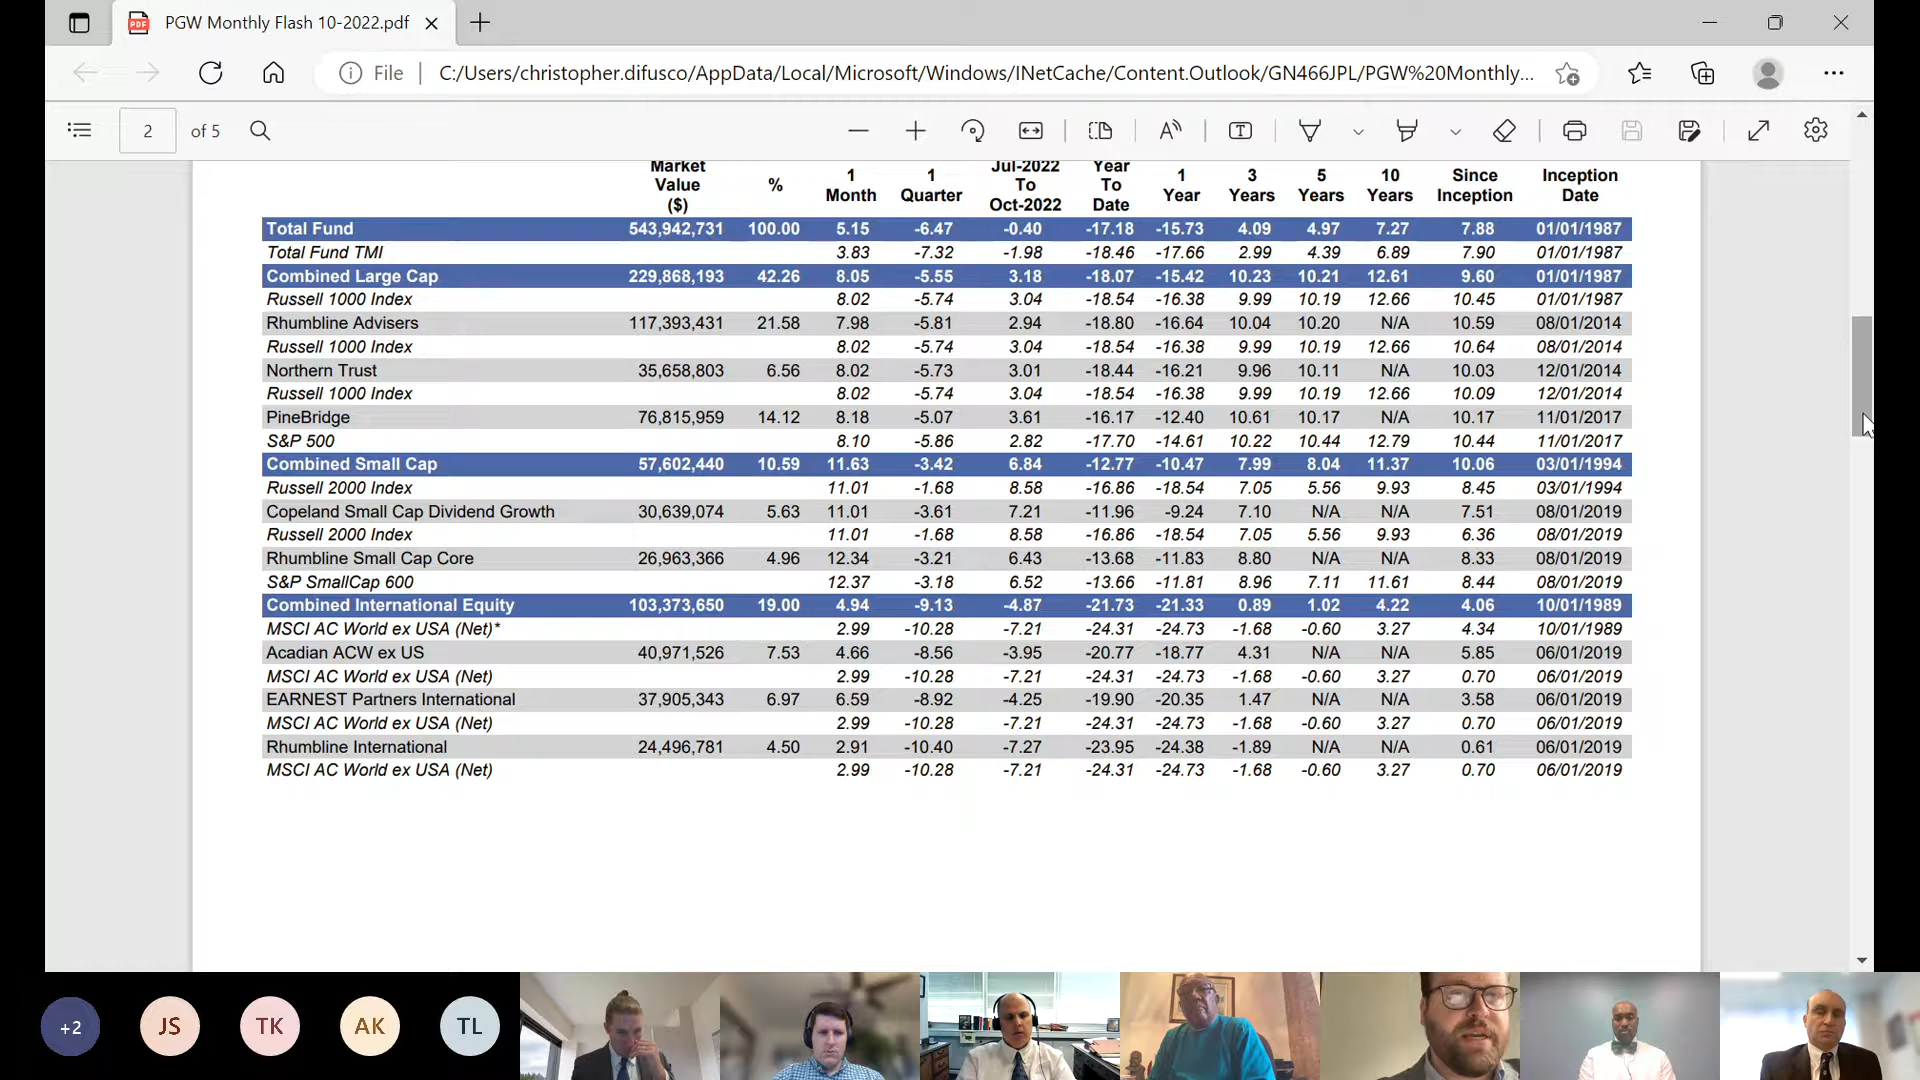 PGW Monthly Flash 10-2022.pdf
File C:/Users/christopher.difusco/AppData/Local/Microsoft/Windows/INetCache/Content.Outlook/GN466JPL/PGW%20Monthly...
2 of 5
Market Value ($) % 1 Month 1 Quarter Jul-2022 To Oct-2022 Year To Date 1 Year 3 Years 5 Years 10 Years Since Inception Inception Date
Total Fund 543,942,731 100.00 5.15 -6.47 -0.40 -17.18 -15.73 4.09 4.97 7.27 7.88 01/01/1987
Total Fund TMI 3.83 -7.32 -1.98 -18.46 -17.66 2.99 4.39 6.89 7.90 01/01/1987
Combined Large Cap 229,868,193 42.26 8.05 -5.55 3.18 -18.07 -15.42 10.23 10.21 12.61 9.60 01/01/1987
Russell 1000 Index 8.02 -5.74 3.04 -18.54 -16.38 9.99 10.19 12.66 10.45 01/01/1987
Rhumbline Advisers 117,393,431 21.58 7.98 -5.81 2.94 -18.80 -16.64 10.04 10.20 N/A 10.59 08/01/2014
Russell 1000 Index 8.02 -5.74 3.04 -18.54 -16.38 9.99 10.19 12.66 10.64 08/01/2014
Northern Trust 35,658,803 6.56 8.02 -5.73 3.01 -18.44 -16.21 9.96 10.11 N/A 10.03 12/01/2014
Russell 1000 Index 8.02 -5.74 3.04 -18.54 -16.38 9.99 10.19 12.66 10.09 12/01/2014
PineBridge 76,815,959 14.12 8.18 -5.07 3.61 -16.17 -12.40 10.61 10.17 N/A 10.17 11/01/2017
S&P 500 8.10 -5.86 2.82 -17.70 -14.61 10.22 10.44 12.79 10.44 11/01/2017
Combined Small Cap 57,602,440 10.59 11.63 -3.42 6.84 -12.77 -10.47 7.99 8.04 11.37 10.06 03/01/1994
Russell 2000 Index 11.01 -1.68 8.58 -16.86 -18.54 7.05 5.56 9.93 8.45 03/01/1994
Copeland Small Cap Dividend Growth 30,639,074 5.63 11.01 -3.61 7.21 -11.96 -9.24 7.10 N/A N/A 7.51 08/01/2019
Russell 2000 Index 11.01 -1.68 8.58 -16.86 -18.54 7.05 5.56 9.93 6.36 08/01/2019
Rhumbline Small Cap Core 26,963,366 4.96 12.34 -3.21 6.43 -13.68 -11.83 8.80 N/A N/A 8.33 08/01/2019
S&P SmallCap 600 12.37 -3.18 6.52 -13.66 -11.81 8.96 7.11 11.61 8.44 08/01/2019
Combined International Equity 103,373,650 19.00 4.94 -9.13 -4.87 -21.73 -21.33 0.89 1.02 4.22 4.06 10/01/1989
MSCI AC World ex USA (Net)* 2.99 -10.28 -7.21 -24.31 -24.73 -1.68 -0.60 3.27 4.34 10/01/1989
Acadian ACW ex US 40,971,526 7.53 4.66 -8.56 -3.95 -20.77 -18.77 4.31 N/A N/A 5.85 06/01/2019
MSCI AC World ex USA (Net) 2.99 -10.28 -7.21 -24.31 -24.73 -1.68 -0.60 3.27 0.70 06/01/2019
EARNEST Partners International 37,905,343 6.97 6.59 -8.92 -4.25 -19.90 -20.35 1.47 N/A N/A 3.58 06/01/2019
MSCI AC World ex USA (Net) 2.99 -10.28 -7.21 -24.31 -24.73 -1.68 -0.60 3.27 0.70 06/01/2019
Rhumbline International 24,496,781 4.50 2.91 -10.40 -7.27 -23.95 -24.38 -1.89 N/A N/A 0.61 06/01/2019
MSCI AC World ex USA (Net) 2.99 -10.28 -7.21 -24.31 -24.73 -1.68 -0.60 3.27 0.70 06/01/2019
+2 JS TK AK TL